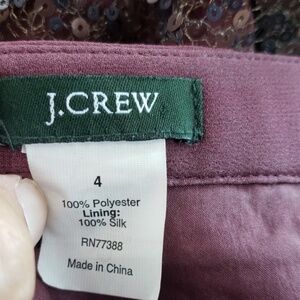 J.CREW
4
100% Polyester
Lining:
100% Silk
RN77388
Made in China